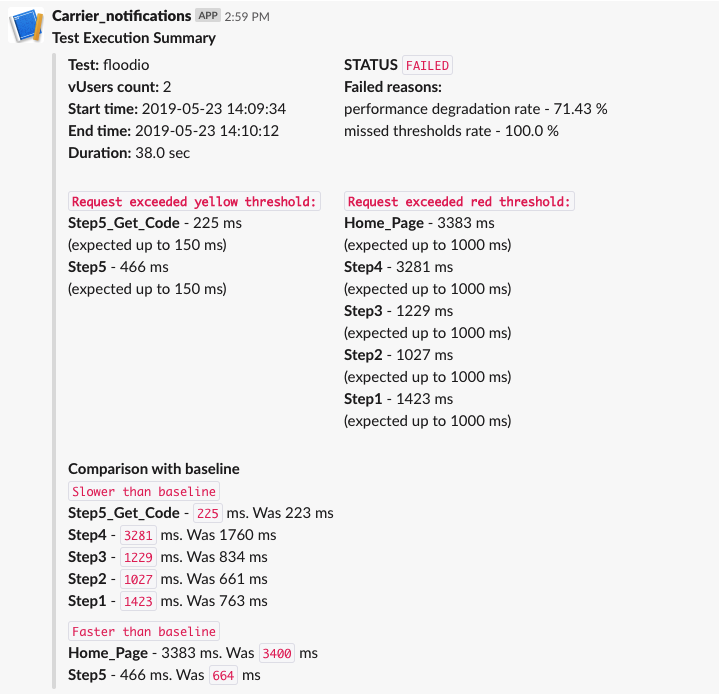 Carrier_notifications APP 2:59 PM
Test Execution Summary
Test: floodio
vUsers count: 2
Start time: 2019-05-23 14:09:34
End time: 2019-05-23 14:10:12
Duration: 38.0 sec
STATUS FAILED
Failed reasons:
performance degradation rate - 71.43 %
missed thresholds rate - 100.0 %
Request exceeded yellow threshold:
Step5_Get_Code - 225 ms
(expected up to 150 ms)
Step5 - 466 ms
(expected up to 150 ms)
Request exceeded red threshold:
Home_Page - 3383 ms
(expected up to 1000 ms)
Step4 - 3281 ms
(expected up to 1000 ms)
Step3 - 1229 ms
(expected up to 1000 ms)
Step2 - 1027 ms
(expected up to 1000 ms)
Step1 - 1423 ms
(expected up to 1000 ms)
Comparison with baseline
Slower than baseline
Step5_Get_Code - 225 ms. Was 223 ms
Step4 - 3281 ms. Was 1760 ms
Step3 - 1229 ms. Was 834 ms
Step2 - 1027 ms. Was 661 ms
Step1 - 1423 ms. Was 763 ms
Faster than baseline
Home_Page - 3383 ms. Was 3400 ms
Step5 - 466 ms. Was 664 ms